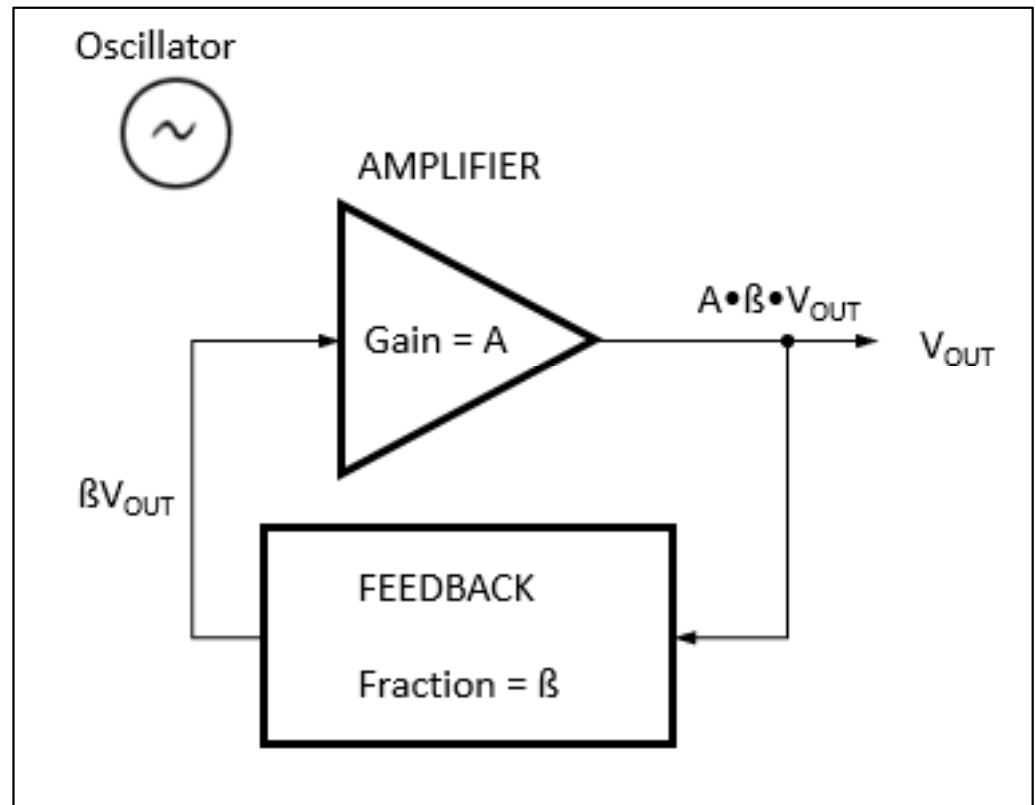 Oscillator
~
AMPLIFIER
Gain = A
A•ß•VOUT
VOUT
ßVOUT
FEEDBACK
Fraction = ß